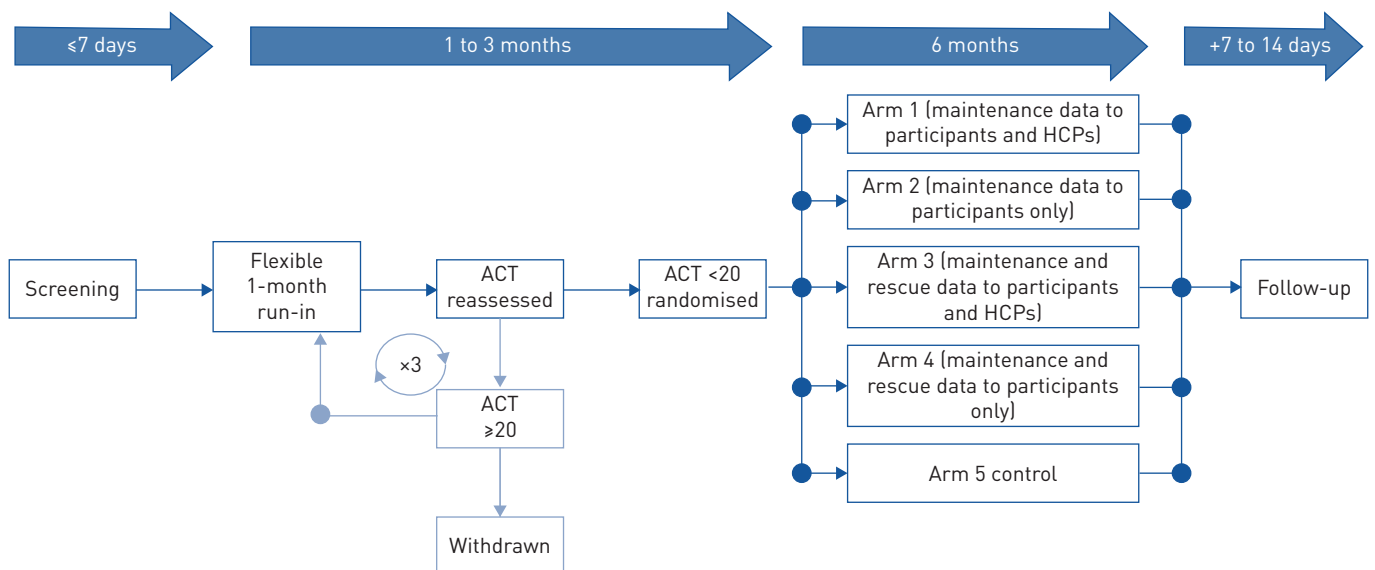 ≤7 days
1 to 3 months
6 months
+7 to 14 days
Screening
Flexible
1-month
run-in
ACT
reassessed
ACT <20
randomised
×3
ACT
≥20
Withdrawn
Arm 1 (maintenance data to
participants and HCPs)
Arm 2 (maintenance data to
participants only)
Arm 3 (maintenance and
rescue data to participants
and HCPs)
Arm 4 (maintenance and
rescue data to participants
only)
Arm 5 control
Follow-up